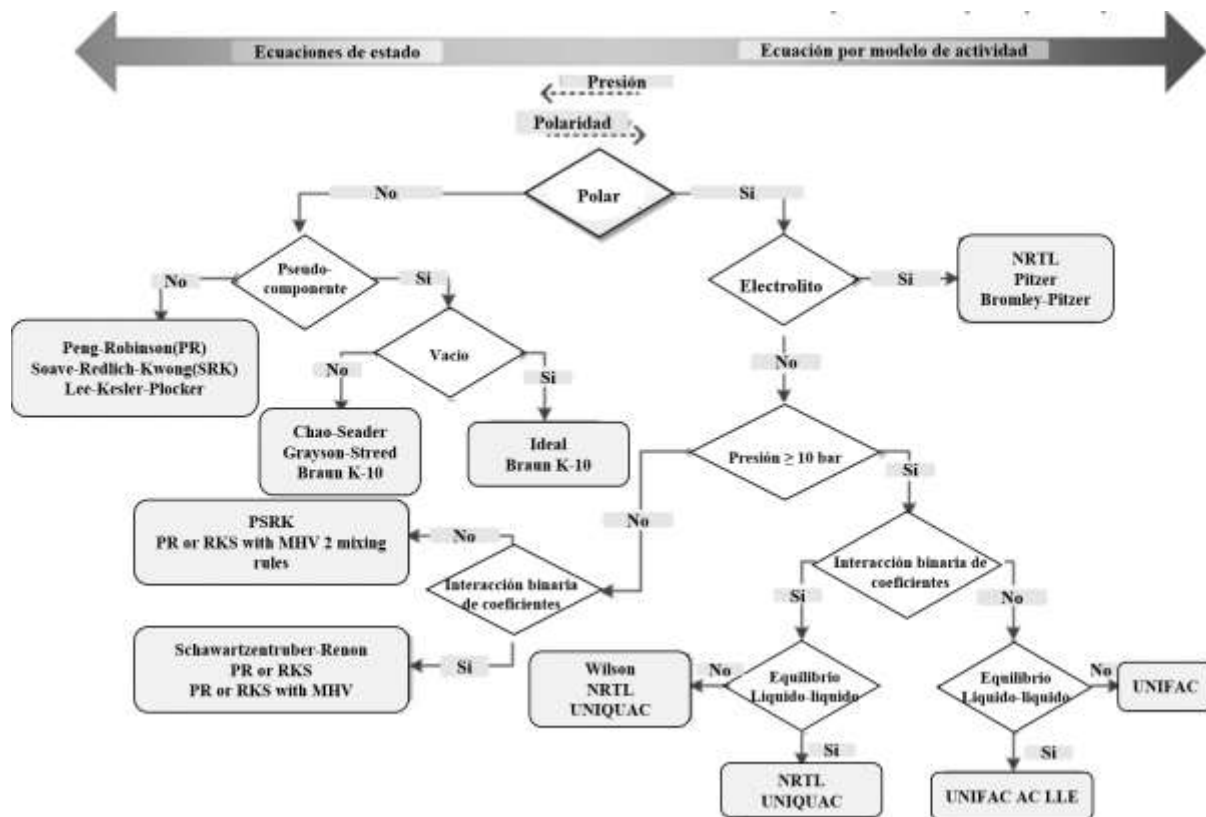 Ecuaciones de estado
Ecuación por modelo de actividad
Presión
Polaridad
Polar
No
Si
Pseudo-
componente
No
Si
Electrolito
Si
NRTL
Pitzer
Bromley-Pitzer
Peng-Robinson(PR)
Soave-Redlich-Kwong(SRK)
Lee-Kesler-Plocker
Vacio
No
Si
No
Chao-Seader
Grayson-Streed
Braun K-10
Ideal
Braun K-10
Presión ≥ 10 bar
Si
No
PSRK
PR or RKS with MHV 2 mixing
rules
No
Interacción binaria
de coeficientes
Si
Schawartzentruber-Renon
PR or RKS
PR or RKS with MHV
Interacción binaria de
coeficientes
Si
No
Wilson
NRTL
UNIQUAC
No
Equilibrio
Liquido-liquido
Si
NRTL
UNIQUAC
Equilibrio
Liquido-liquido
No
UNIFAC
Si
UNIFAC AC LLE